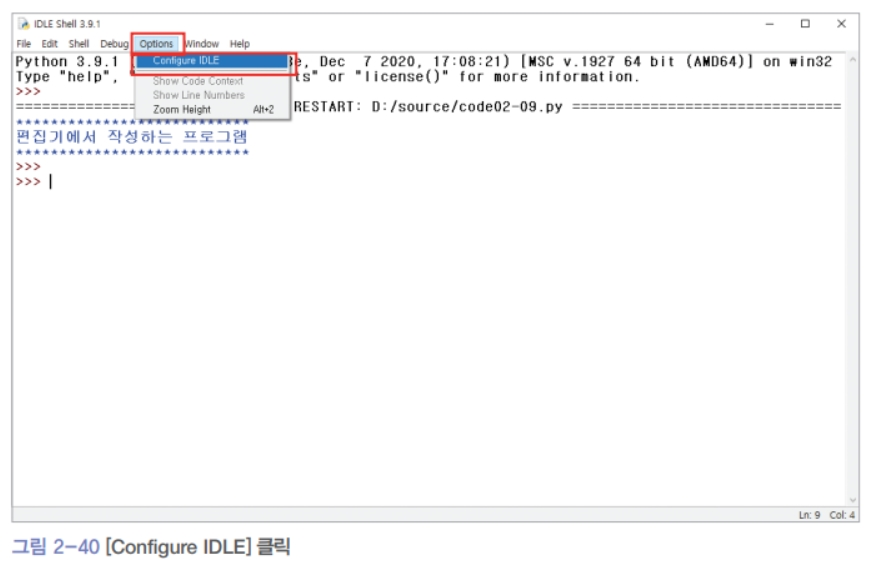 IDLE Shell 3.9.1
File Edit Shell Debug Options Window Help
Python 3.9.1 e, Dec 7 2020, 17:08:21) [MSC v.1927 64 bit (AMD64)] on win32
Configure IDLE
Type "help", ts" or "license()" for more information.
Show Code Context
>>>
Show Line Numbers
Zoom Height Alt+2
==================== RESTART: D:/source/code02-09.py =============================
***************************
편집기에서 작성하는 프로그램
***************************
>>>
>>>
Ln: 9 Col: 4
그림 2-40 [Configure IDLE] 클릭